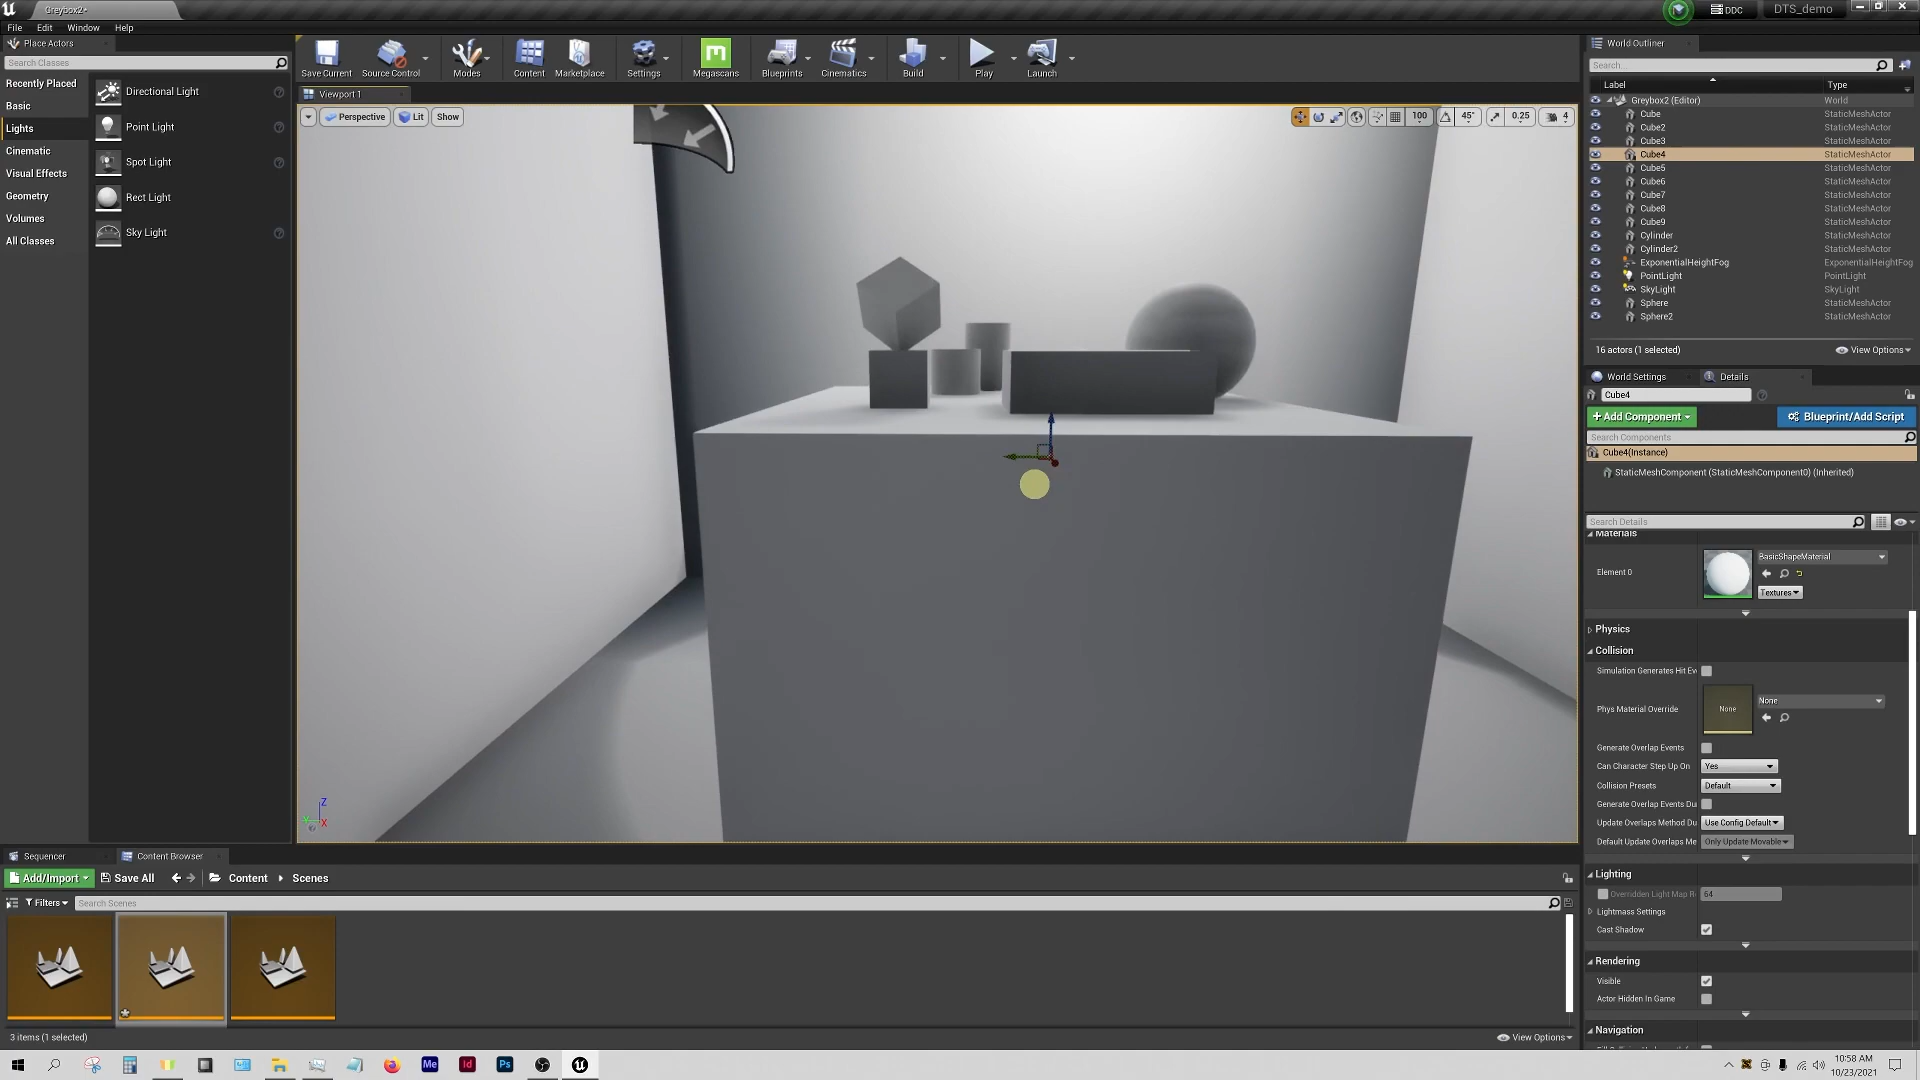 Greybox2*
DDC
DTS_demo
File Edit Window Help
Place Actors
Search Classes
Recently Placed
Basic
Lights
Cinematic
Visual Effects
Geometry
Volumes
All Classes
Directional Light
Point Light
Spot Light
Rect Light
Sky Light
Save Current
Source Control
Modes
Content
Marketplace
Settings
Megascans
Blueprints
Cinematics
Build
Play
Launch
Viewport 1
Perspective Lit Show
100 45° 0.25 4
Z
Y X
World Outliner
Search...
Label Type
Greybox2 (Editor) World
Cube StaticMeshActor
Cube2 StaticMeshActor
Cube3 StaticMeshActor
Cube4 StaticMeshActor
Cube5 StaticMeshActor
Cube6 StaticMeshActor
Cube7 StaticMeshActor
Cube8 StaticMeshActor
Cube9 StaticMeshActor
Cylinder StaticMeshActor
Cylinder2 StaticMeshActor
ExponentialHeightFog ExponentialHeightFog
PointLight PointLight
SkyLight SkyLight
Sphere StaticMeshActor
Sphere2 StaticMeshActor
16 actors (1 selected) View Options
World Settings Details
Cube4
+Add Component Blueprint/Add Script
Search Components
Cube4(Instance)
StaticMeshComponent (StaticMeshComponent0) (Inherited)
Search Details
Materials
Element 0 BasicShapeMaterial
Textures
Physics
Collision
Simulation Generates Hit Ev
Phys Material Override None None
Generate Overlap Events
Can Character Step Up On Yes
Collision Presets Default
Generate Overlap Events Du
Update Overlaps Method Du Use Config Default
Default Update Overlaps Me Only Update Movable
Lighting
Overridden Light Map R 64
Lightmass Settings
Cast Shadow
Rendering
Visible
Actor Hidden In Game
Navigation
Sequencer Content Browser
Add/Import Save All Content Scenes
Filters Search Scenes
3 items (1 selected) View Options
Me Id Ps
10:58 AM
10/23/2021